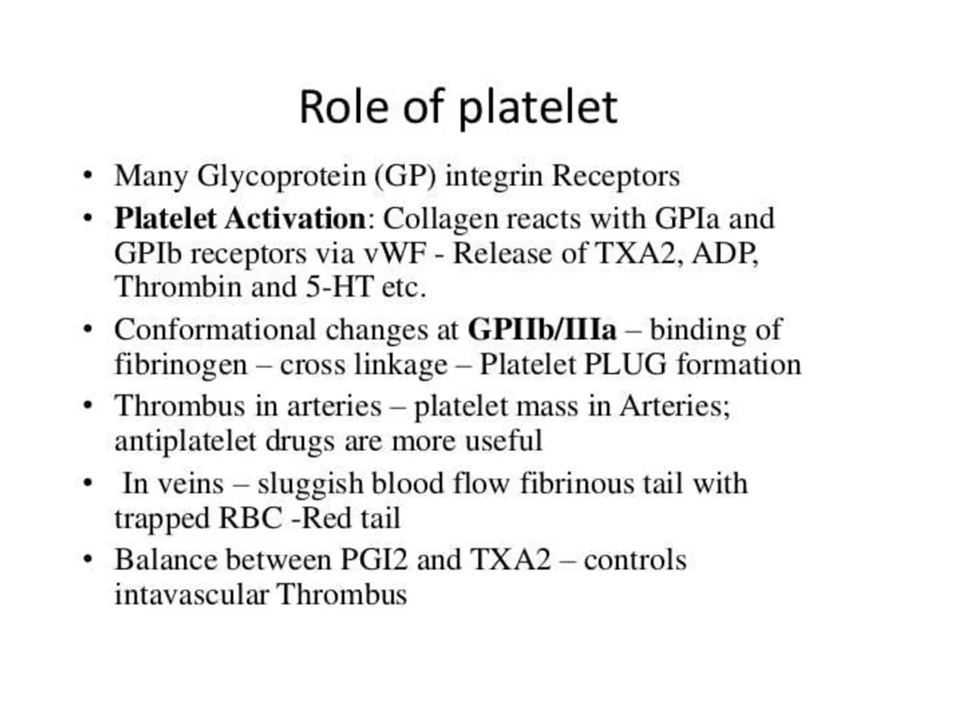 Role of platelet
• Many Glycoprotein (GP) integrin Receptors
• Platelet Activation: Collagen reacts with GPIa and
GPIb receptors via vWF - Release of TXA2, ADP,
Thrombin and 5-HT etc.
• Conformational changes at GPIIb/IIIa – binding of
fibrinogen – cross linkage – Platelet PLUG formation
• Thrombus in arteries – platelet mass in Arteries;
antiplatelet drugs are more useful
• In veins – sluggish blood flow fibrinous tail with
trapped RBC -Red tail
• Balance between PGI2 and TXA2 – controls
intavascular Thrombus